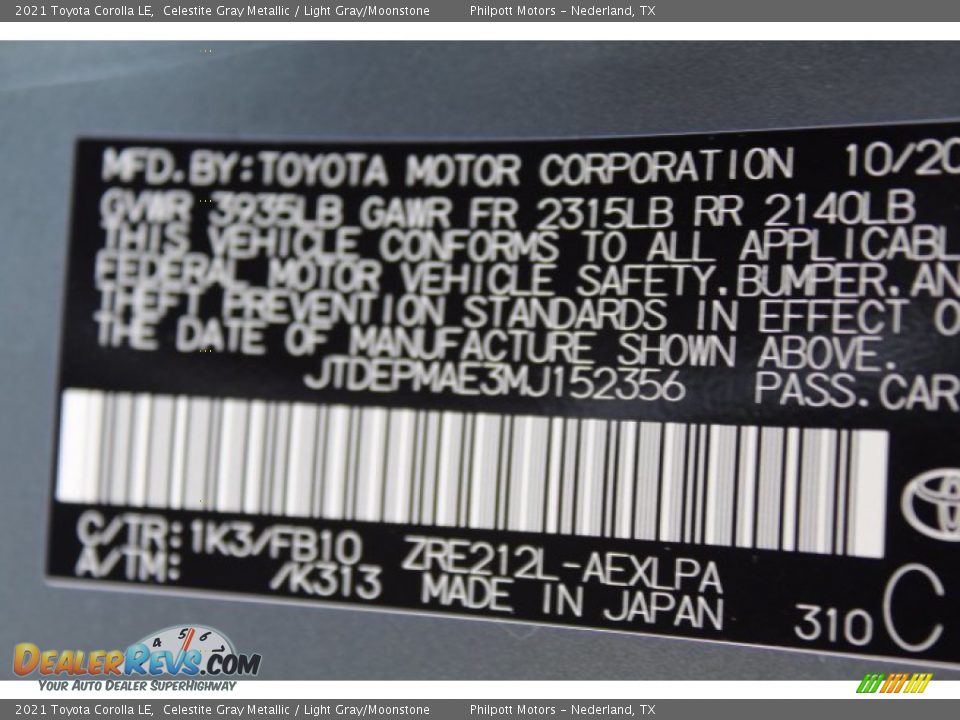 2021 Toyota Corolla LE, Celestite Gray Metallic / Light Gray/Moonstone Philpott Motors – Nederland, TX
MFD.BY:TOYOTA MOTOR CORPORATION 10/20
GVWR 3935LB GAWR FR 2315LB RR 2140LB
THIS VEHICLE CONFORMS TO ALL APPLICABL
FEDERAL MOTOR VEHICLE SAFETY.BUMPER.AN
THEFT PREVENTION STANDARDS IN EFFECT O
THE DATE OF MANUFACTURE SHOWN ABOVE.
JTDEPMAE3MJ152356 PASS.CAR
C/TR:1K3/FB10 ZRE212L-AEXLPA
A/TM: /K313 MADE IN JAPAN 310 C
4 5 6
DEALERREVS.COM
YOUR AUTO DEALER SUPERHIGHWAY
2021 Toyota Corolla LE, Celestite Gray Metallic / Light Gray/Moonstone Philpott Motors – Nederland, TX